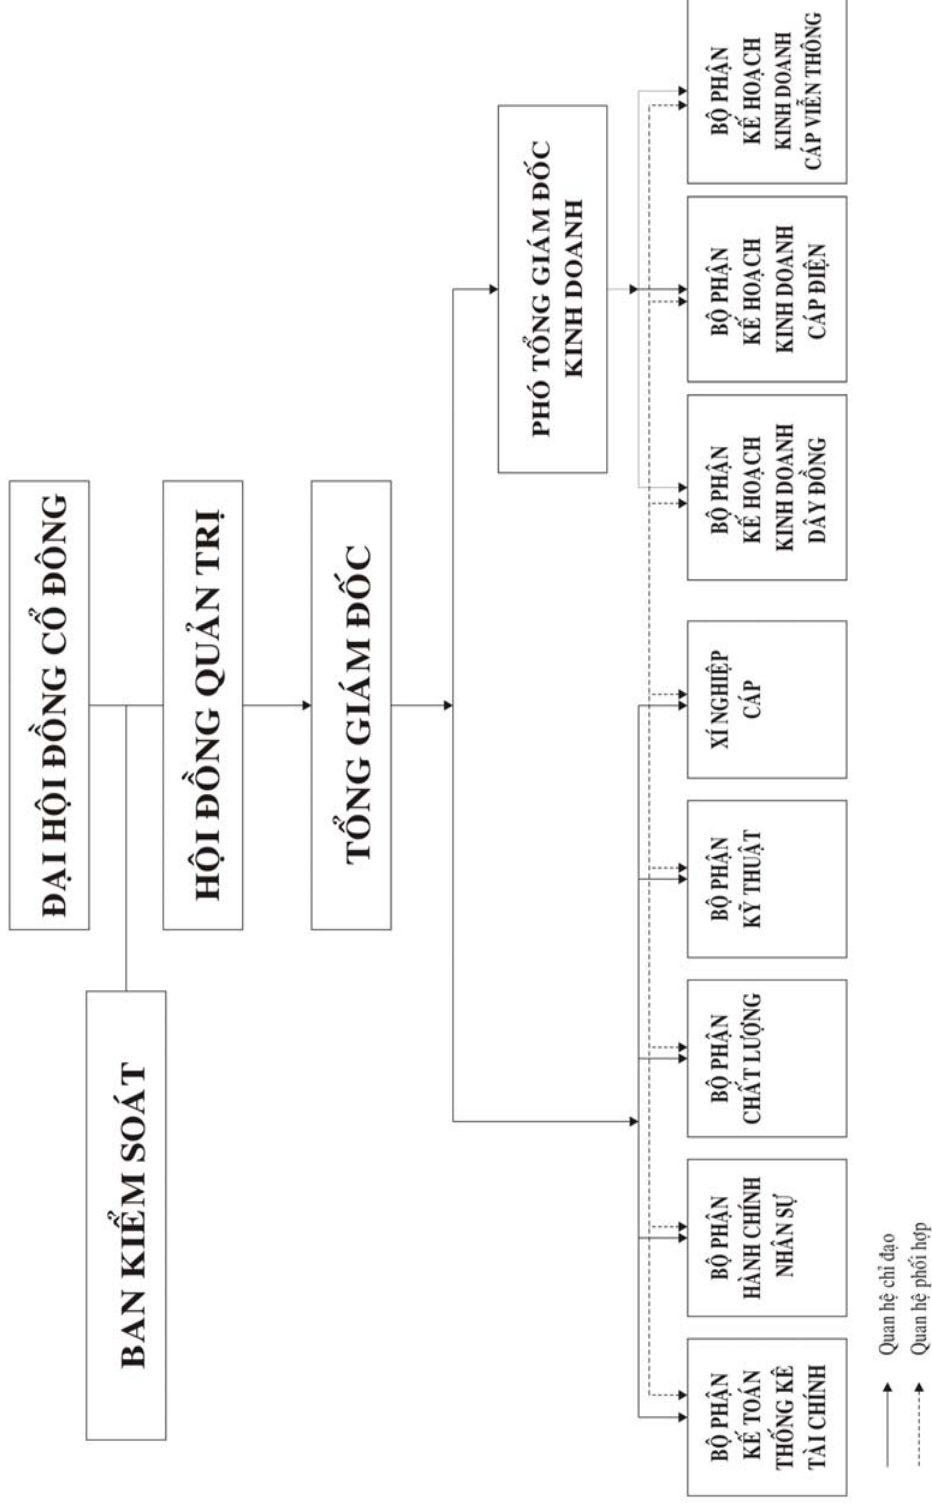 ĐẠI HỘI ĐỒNG CỔ ĐÔNG
BAN KIỂM SOÁT
HỘI ĐỒNG QUẢN TRỊ
TỔNG GIÁM ĐỐC
PHÓ TỔNG GIÁM ĐỐC
KINH DOANH
BỘ PHẬN
KẾ TOÁN
THỐNG KÊ
TÀI CHÍNH
BỘ PHẬN
HÀNH CHÍNH
NHÂN SỰ
BỘ PHẬN
CHẤT LƯỢNG
BỘ PHẬN
KỸ THUẬT
XÍ NGHIỆP
CÁP
BỘ PHẬN
KẾ HOẠCH
KINH DOANH
DÂY ĐỒNG
BỘ PHẬN
KẾ HOẠCH
KINH DOANH
CÁP ĐIỆN
BỘ PHẬN
KẾ HOẠCH
KINH DOANH
CÁP VIỄN THÔNG
Quan hệ chỉ đạo
Quan hệ phối hợp